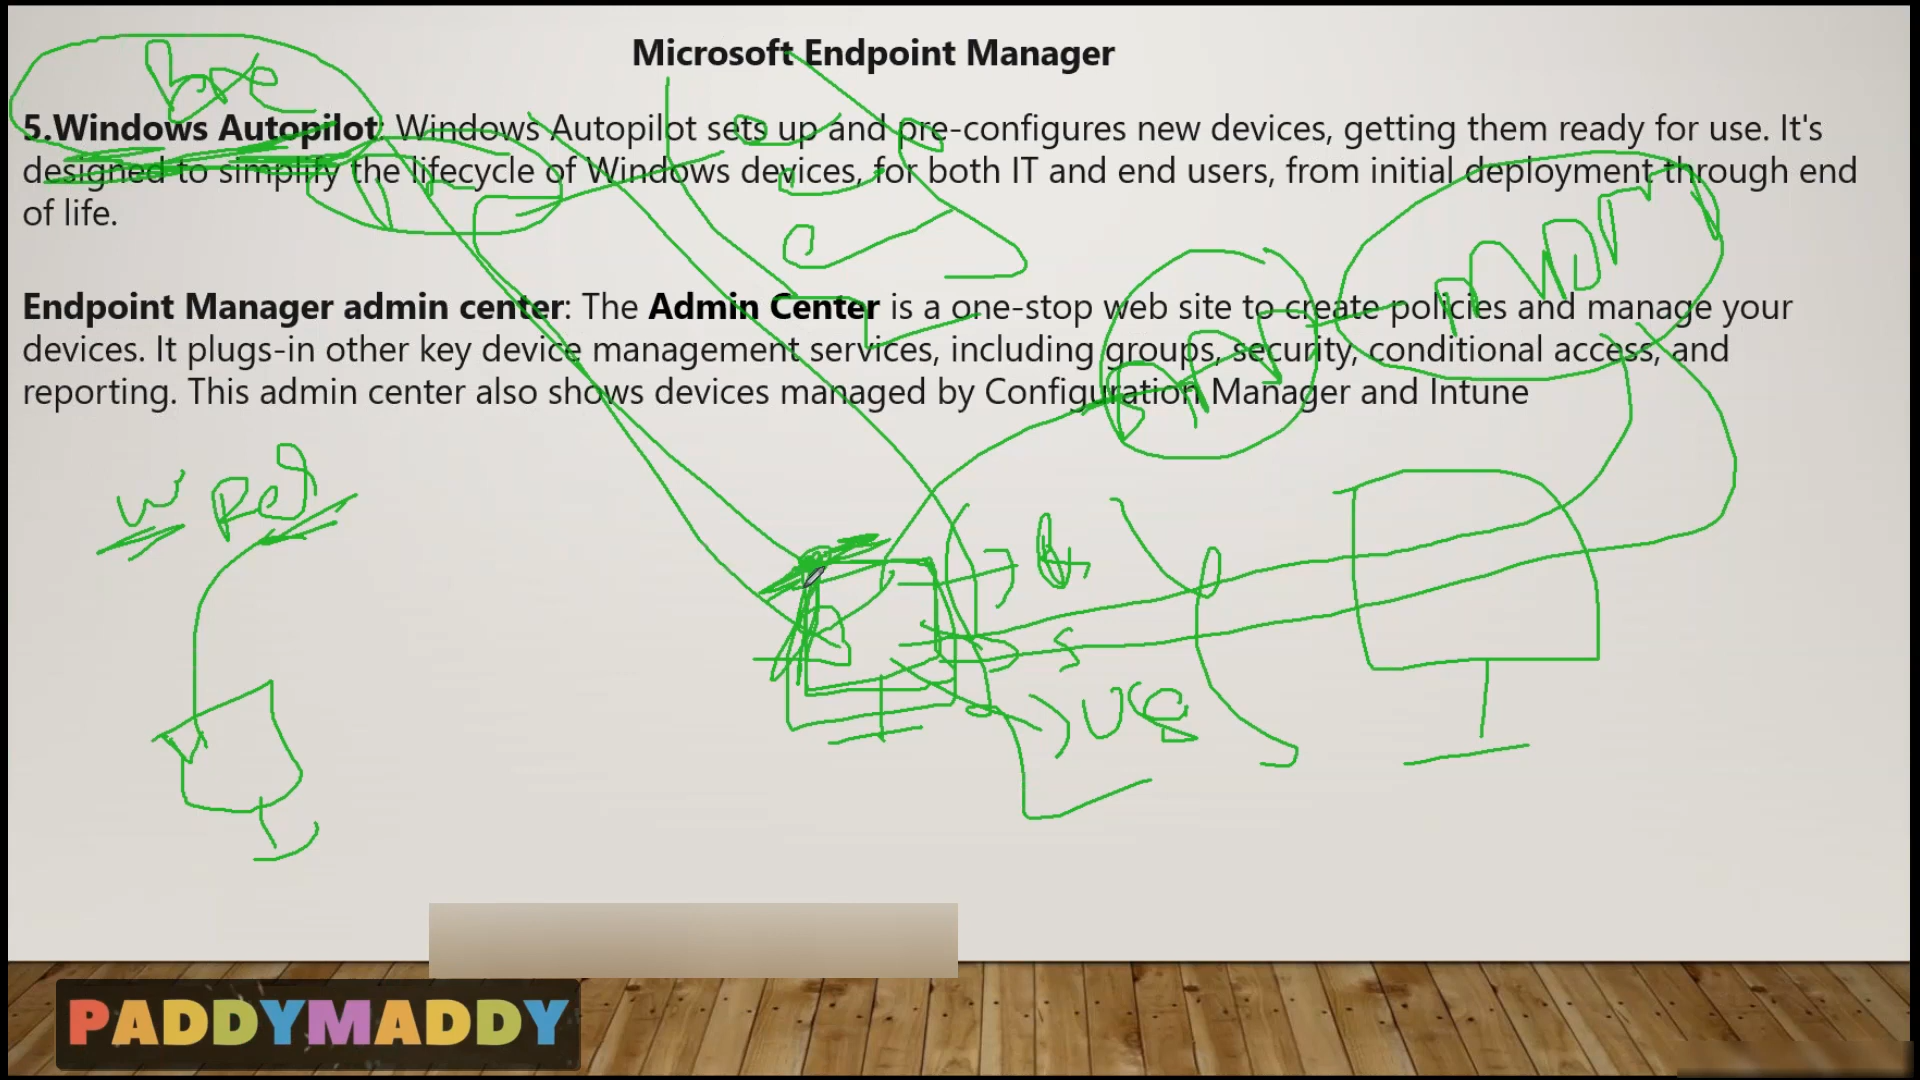 Microsoft Endpoint Manager
5.Windows Autopilot: Windows Autopilot sets up and pre-configures new devices, getting them ready for use. It's
designed to simplify the lifecycle of Windows devices, for both IT and end users, from initial deployment through end
of life.
Endpoint Manager admin center: The Admin Center is a one-stop web site to create policies and manage your
devices. It plugs-in other key device management services, including groups, security, conditional access, and
reporting. This admin center also shows devices managed by Configuration Manager and Intune
PADDYMADDY